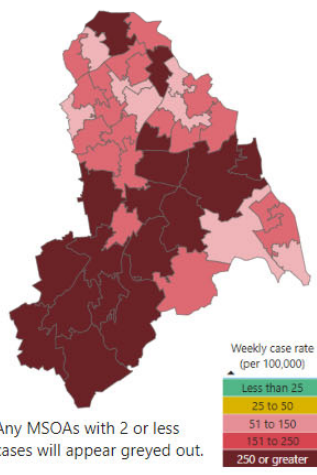 Weekly case rate
(per 100,000)
Less than 25
25 to 50
51 to 150
151 to 250
250 or greater
Any MSOAs with 2 or less
cases will appear greyed out.